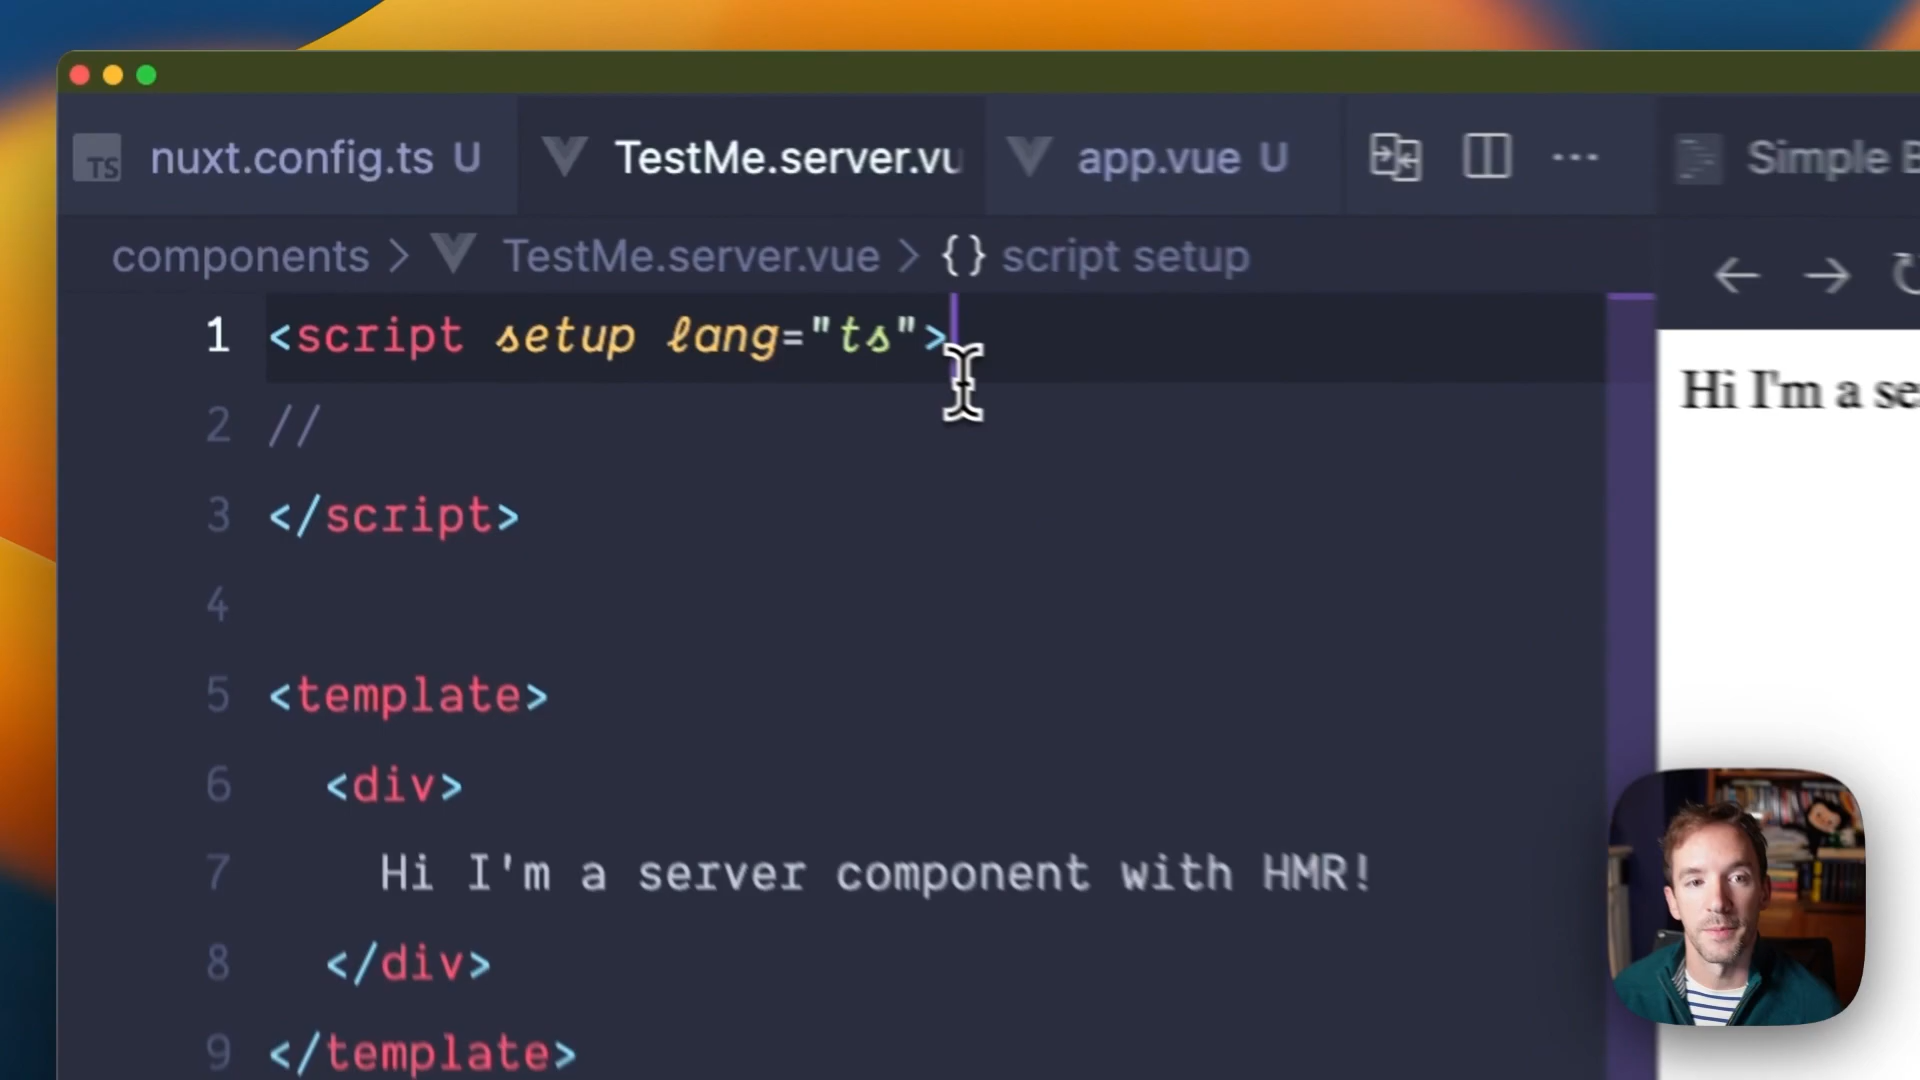 TS nuxt.config.ts U
TestMe.server.vu
app.vue U
Simple
components > TestMe.server.vue > {} script setup
1 <script setup lang="ts">
2 //
3 </script>
4
5 <template>
6 <div>
7 Hi I'm a server component with HMR!
8 </div>
9 </template>
Hi I'm a se